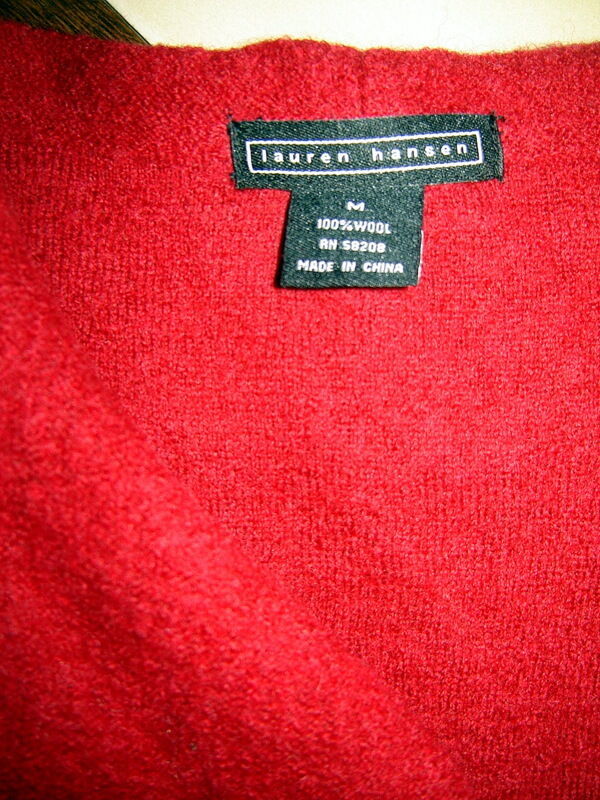 lauren hansen
M
100% WOOL
RN 58208
MADE IN CHINA